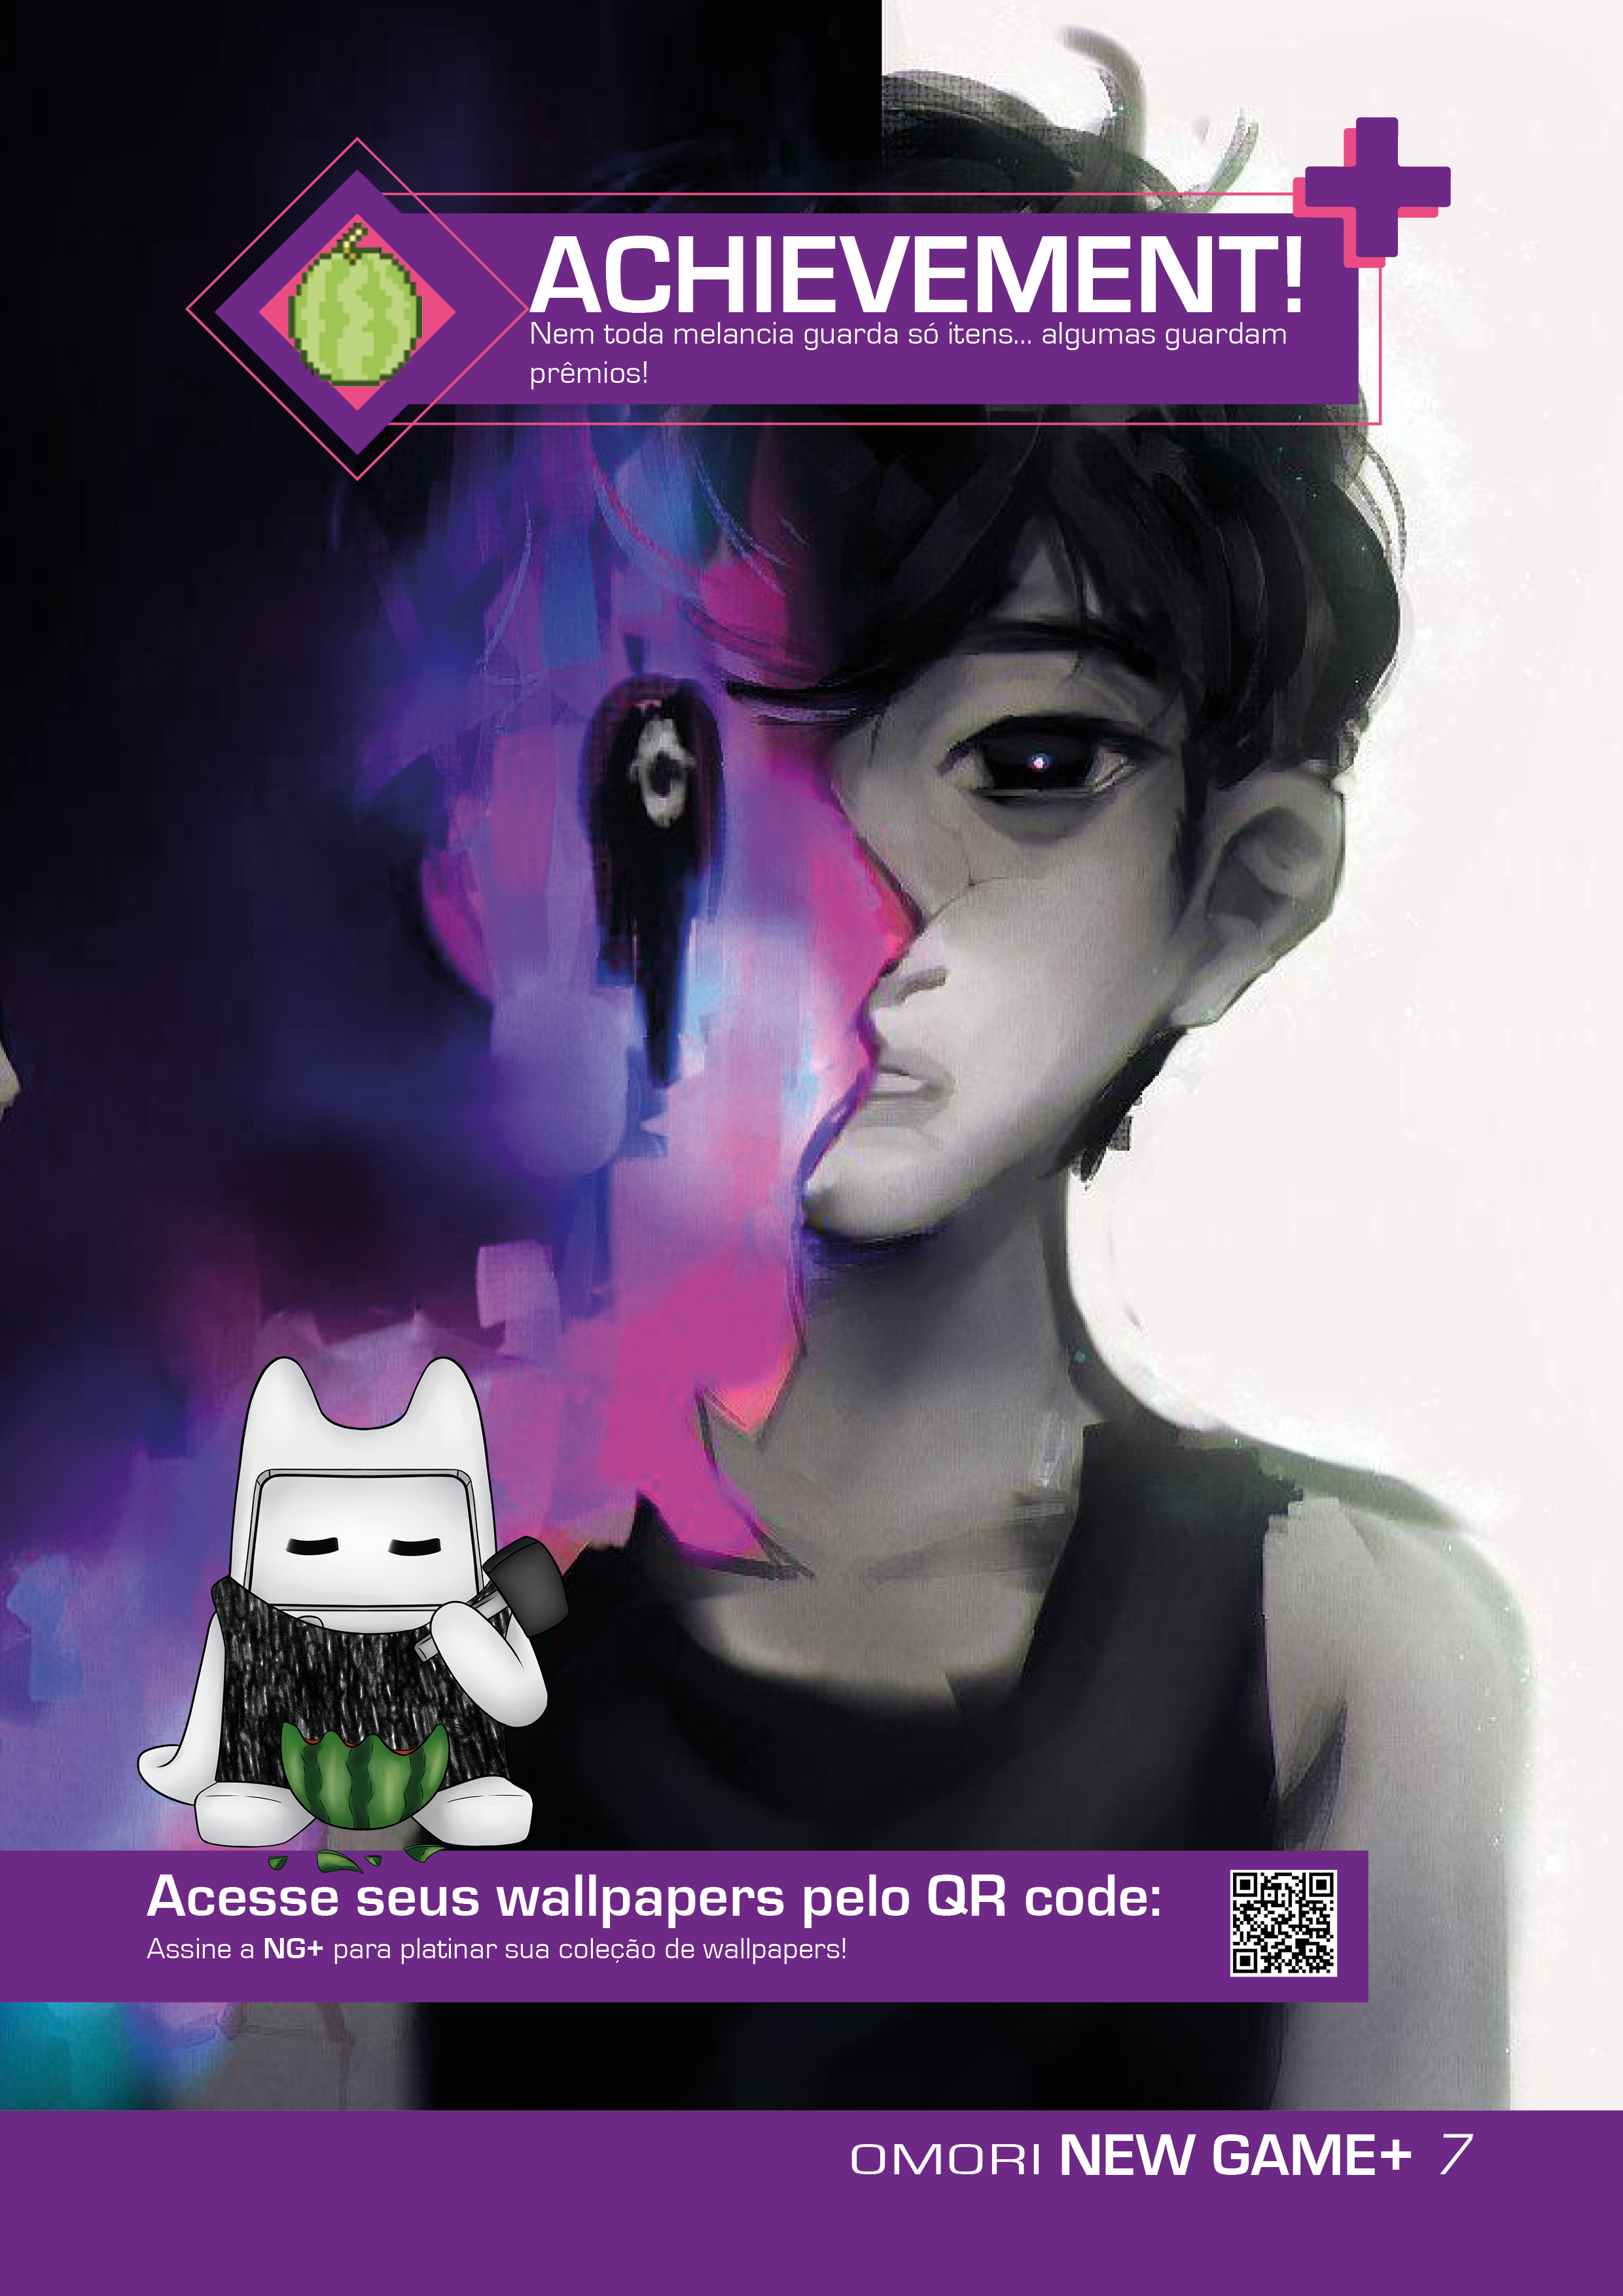 ACHIEVEMENT!
Nem toda melancia guarda só itens... algumas guardam
prêmios!
Acesse seus wallpapers pelo QR code:
Assine a NG+ para platinar sua coleção de wallpapers!
OMORI NEW GAME+ 7